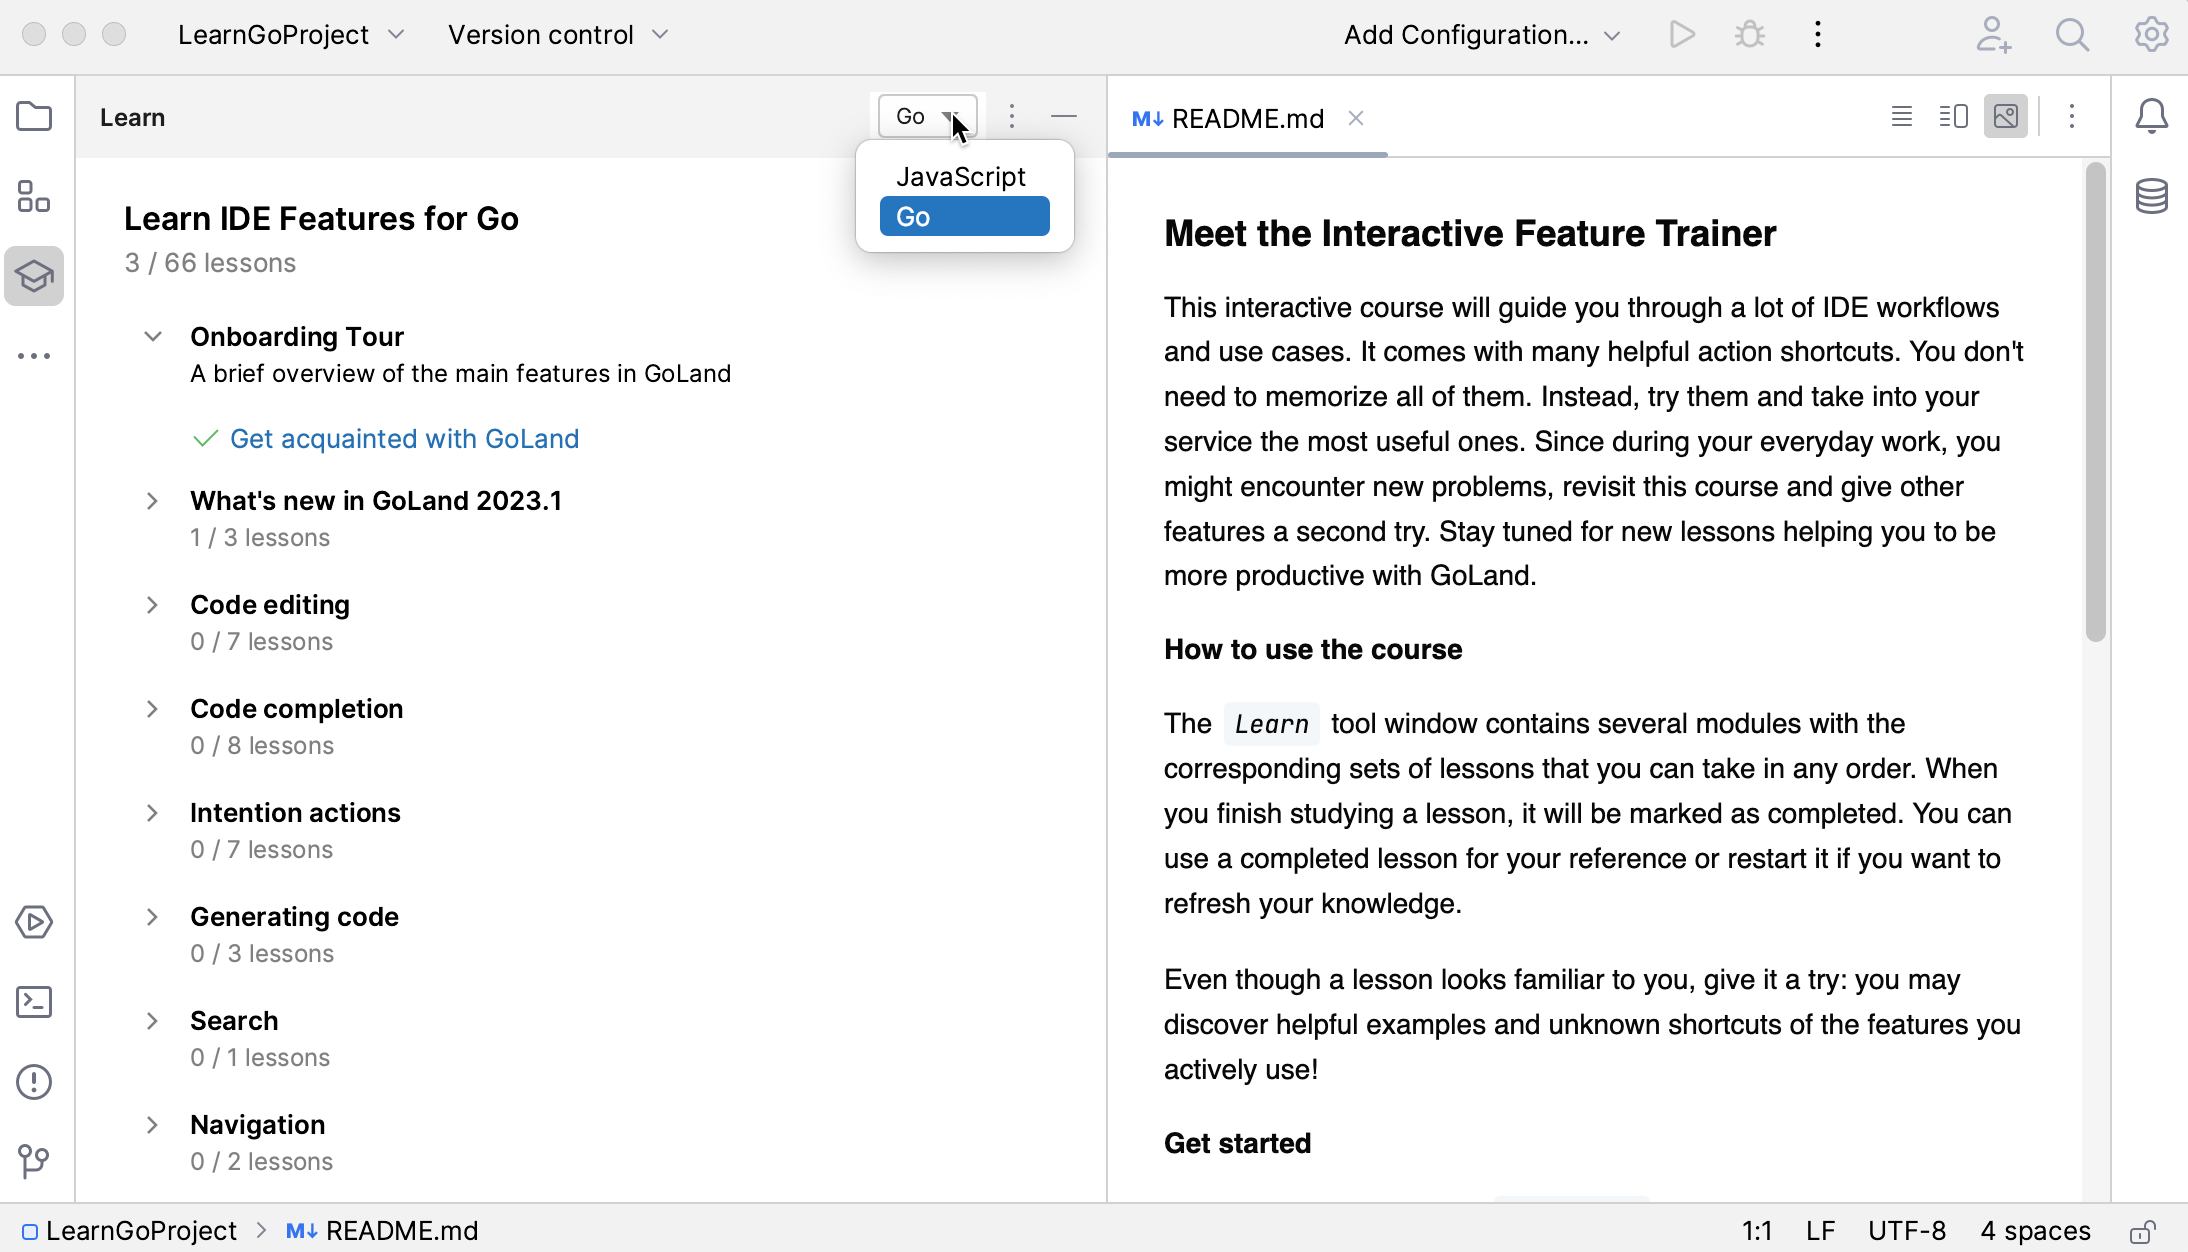 LearnGoProject
Version control
Add Configuration...
Learn
Go
JavaScript
Go
Learn IDE Features for Go
3 / 66 lessons
Onboarding Tour
A brief overview of the main features in GoLand
Get acquainted with GoLand
What's new in GoLand 2023.1
1 / 3 lessons
Code editing
0 / 7 lessons
Code completion
0 / 8 lessons
Intention actions
0 / 7 lessons
Generating code
0 / 3 lessons
Search
0 / 1 lessons
Navigation
0 / 2 lessons
M↓ README.md
Meet the Interactive Feature Trainer
This interactive course will guide you through a lot of IDE workflows
and use cases. It comes with many helpful action shortcuts. You don't
need to memorize all of them. Instead, try them and take into your
service the most useful ones. Since during your everyday work, you
might encounter new problems, revisit this course and give other
features a second try. Stay tuned for new lessons helping you to be
more productive with GoLand.
How to use the course
The Learn tool window contains several modules with the
corresponding sets of lessons that you can take in any order. When
you finish studying a lesson, it will be marked as completed. You can
use a completed lesson for your reference or restart it if you want to
refresh your knowledge.
Even though a lesson looks familiar to you, give it a try: you may
discover helpful examples and unknown shortcuts of the features you
actively use!
Get started
LearnGoProject
M↓ README.md
1:1
LF
UTF-8
4 spaces